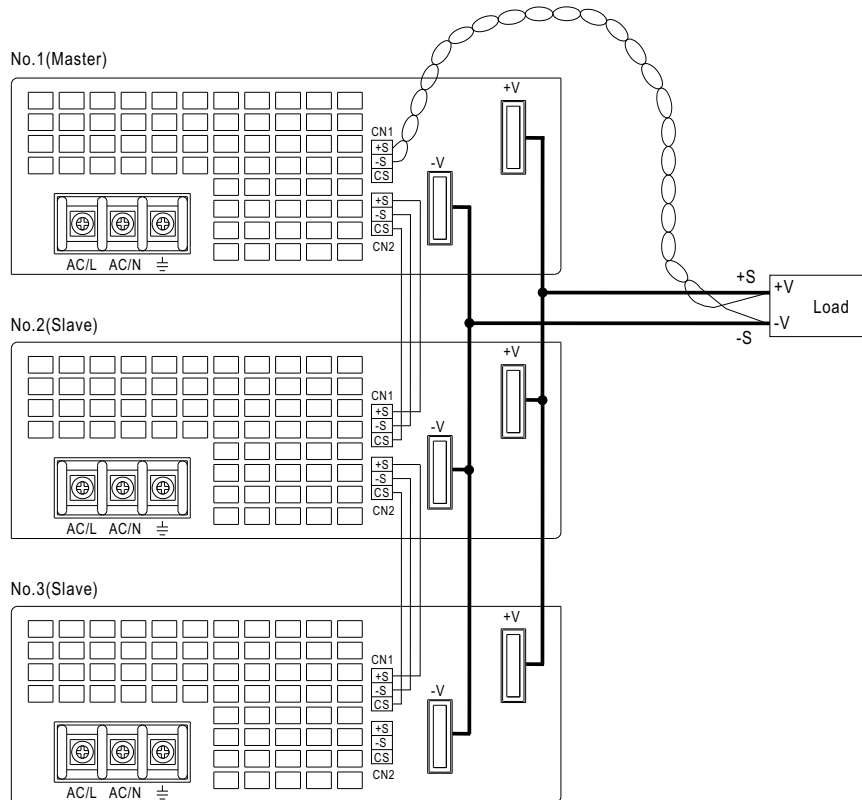 No.1(Master)
+V
CN1
+S
-S
CS
-V
+S
-S
CS
CN2
AC/L AC/N
+S
+V
Load
-V
-S
No.2(Slave)
+V
CN1
+S
-S
CS
-V
+S
-S
CS
CN2
AC/L AC/N
No.3(Slave)
+V
CN1
+S
-S
CS
-V
+S
-S
CS
CN2
AC/L AC/N